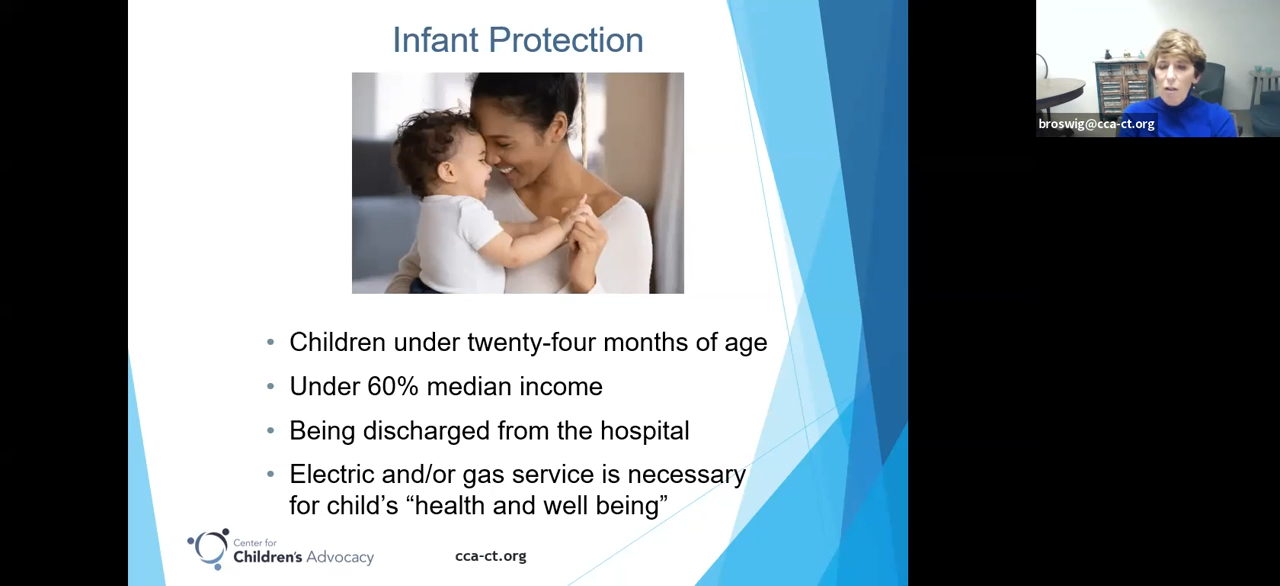 Infant Protection
broswig@cca-ct.org
• Children under twenty-four months of age
• Under 60% median income
• Being discharged from the hospital
• Electric and/or gas service is necessary
for child's “health and well being”
Center for
Children's Advocacy
cca-ct.org